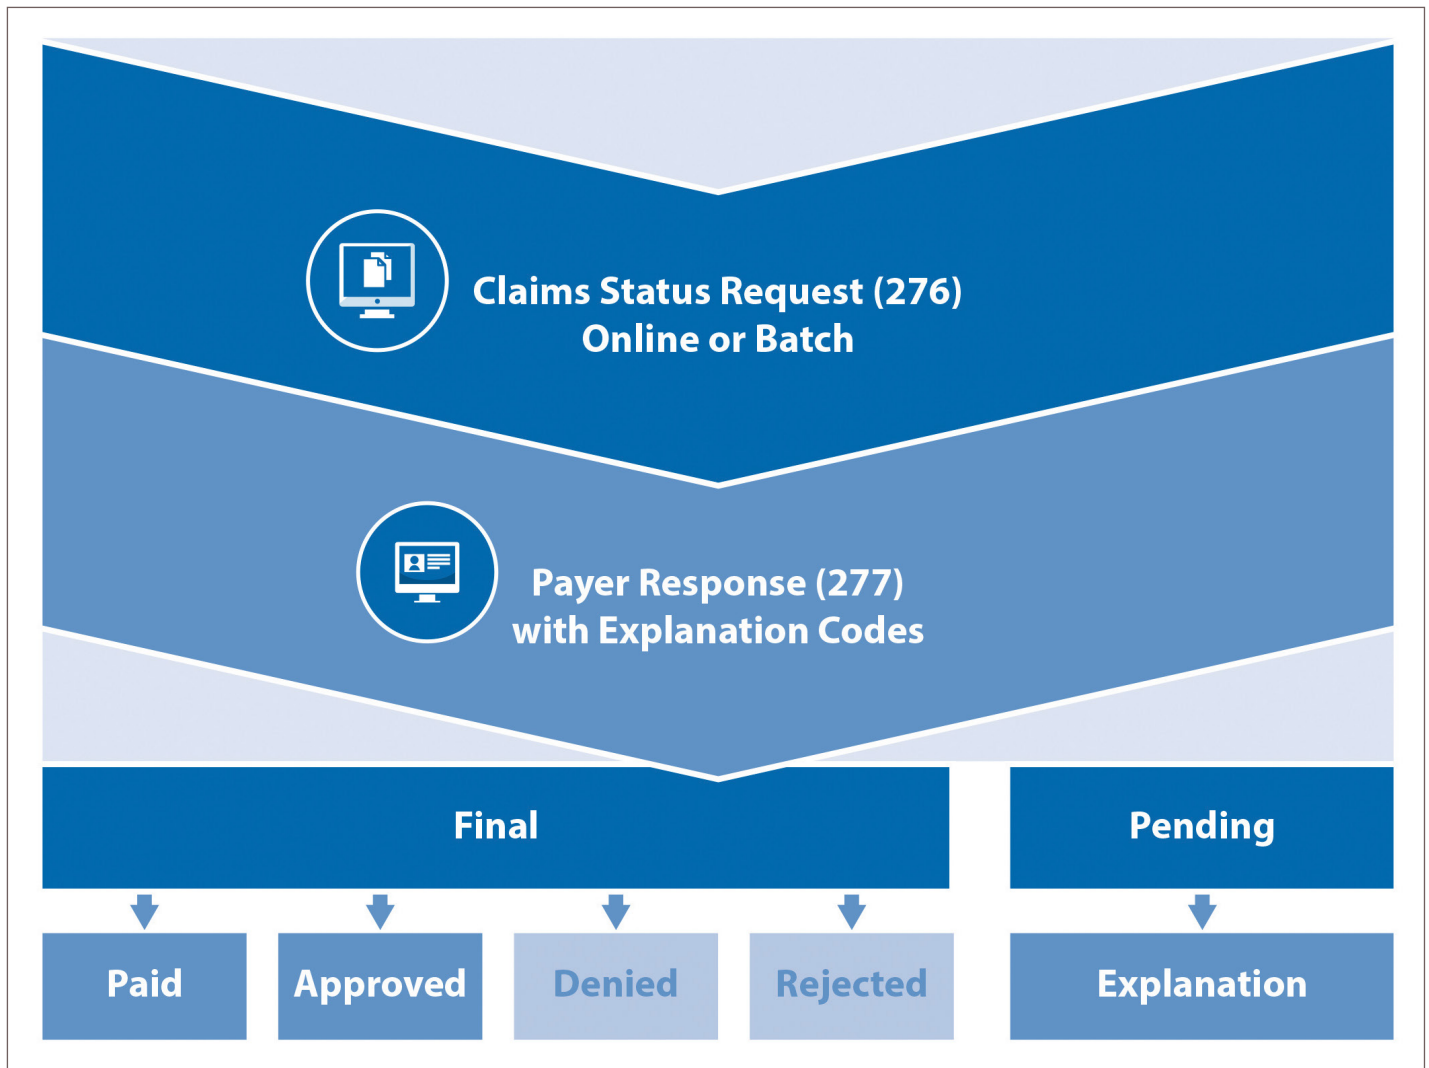 Claims Status Request (276)
Online or Batch
Payer Response (277)
with Explanation Codes
Final
Pending
Paid
Approved
Denied
Rejected
Explanation